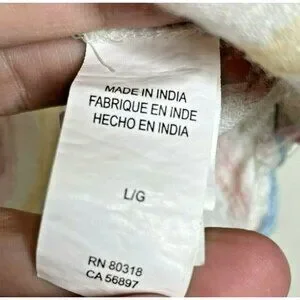 MADE IN INDIA
FABRIQUE EN INDE
HECHO EN INDIA
L/G
RN 80318
CA 56897